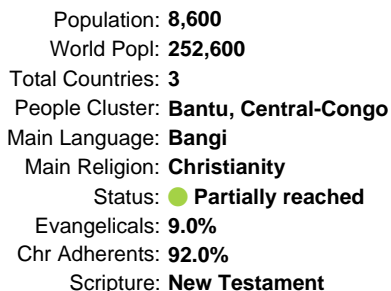 Population: 8,600
World Popl: 252,600
Total Countries: 3
People Cluster: Bantu, Central-Congo
Main Language: Bangi
Main Religion: Christianity
Status: Partially reached
Evangelicals: 9.0%
Chr Adherents: 92.0%
Scripture: New Testament